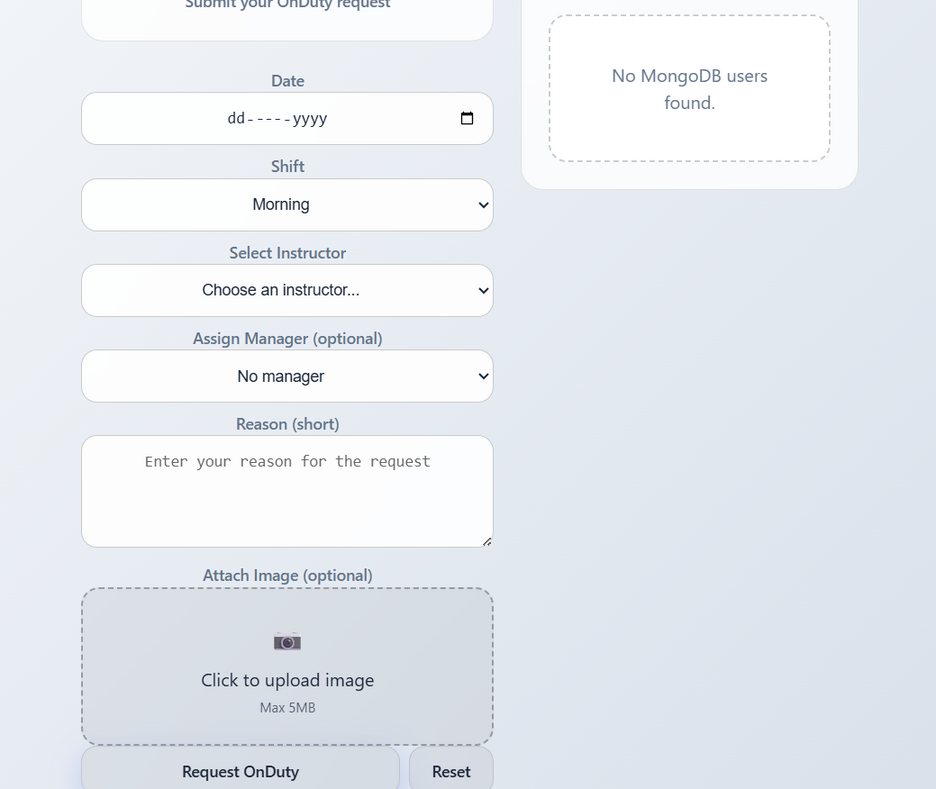 Submit your OnDuty request
Date
dd-----yyyy
Shift
Morning
Select Instructor
Choose an instructor...
Assign Manager (optional)
No manager
Reason (short)
Enter your reason for the request
Attach Image (optional)
Click to upload image
Max 5MB
Request OnDuty
Reset
No MongoDB users
found.